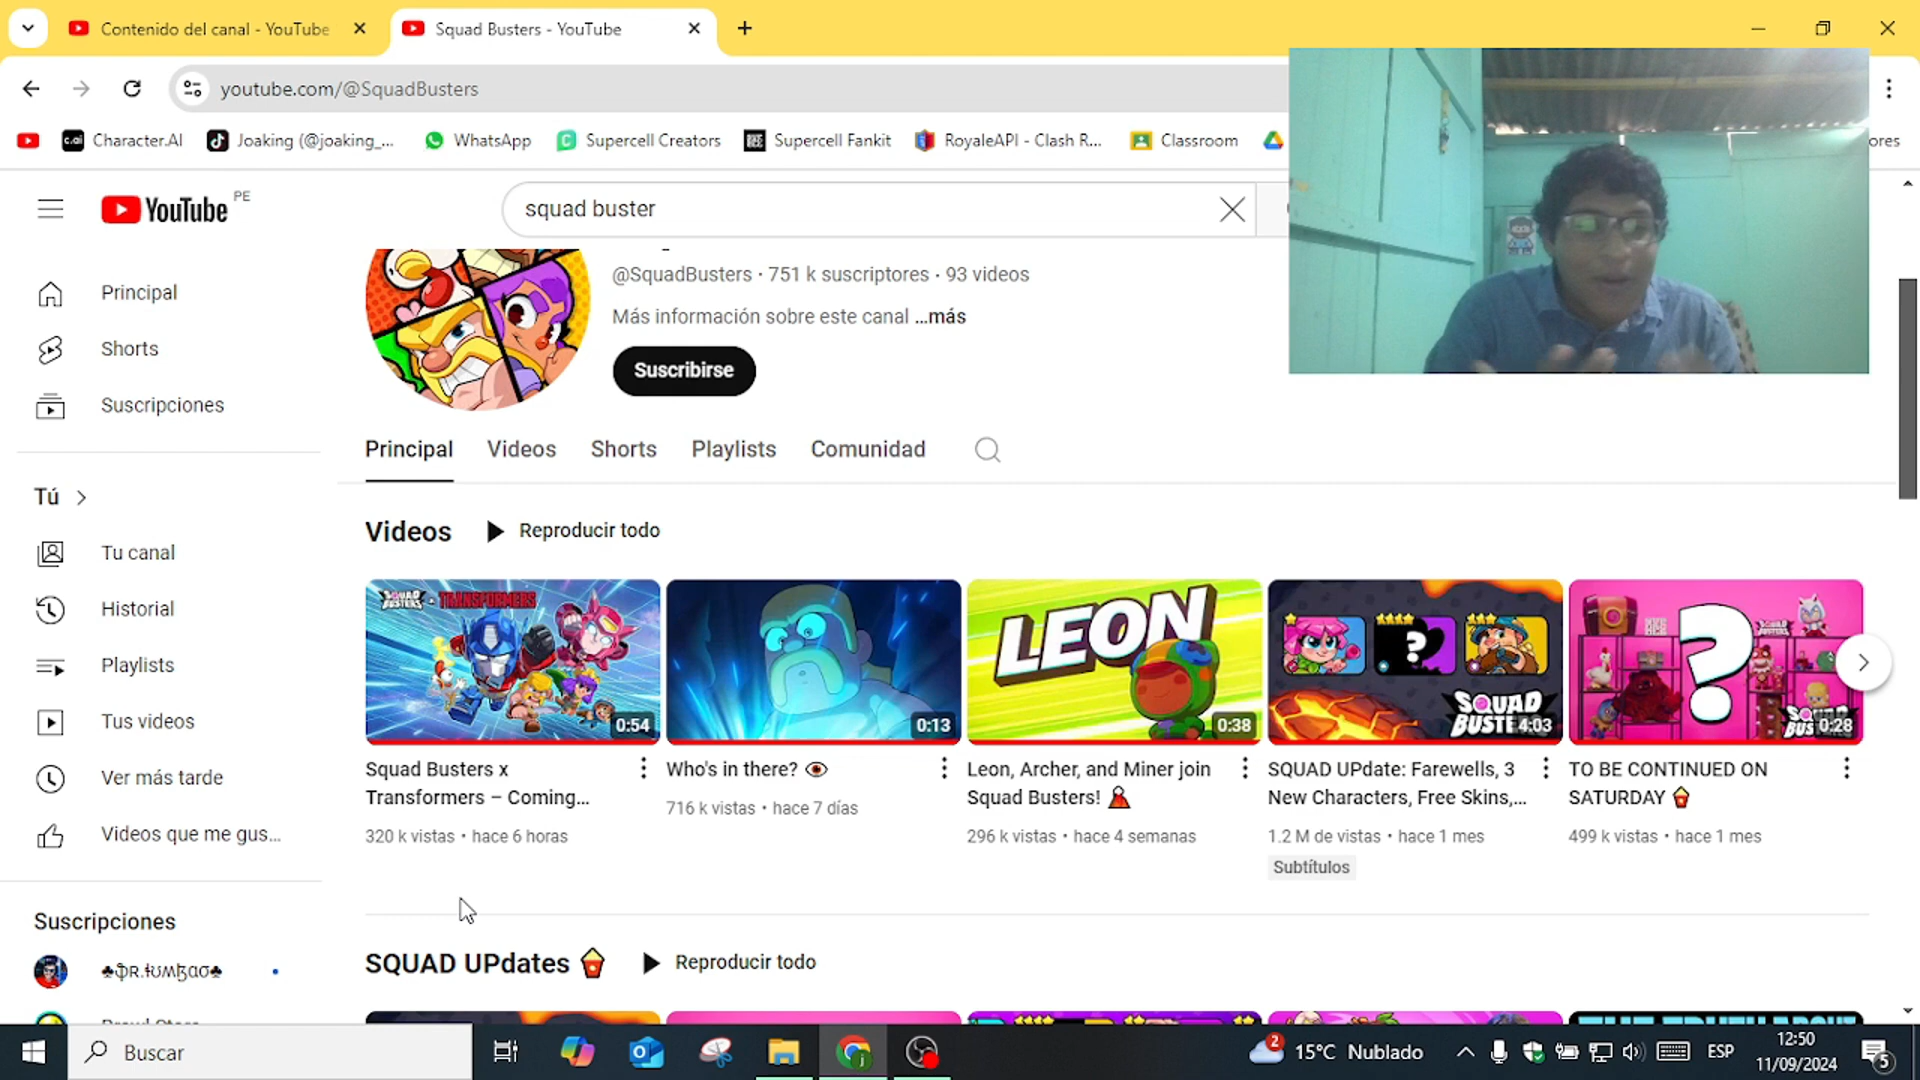 Contenido del canal - YouTube
Squad Busters - YouTube
youtube.com/@SquadBusters
Character.AI
Joaking (@joaking_...
WhatsApp
Supercell Creators
Supercell Fankit
RoyaleAPI - Clash R...
Classroom
ores
YouTube PE
squad buster
@SquadBusters · 751 k suscriptores · 93 videos
Más información sobre este canal ...más
Suscribirse
Principal
Shorts
Suscripciones
Tú
Tu canal
Historial
Playlists
Tus videos
Ver más tarde
Videos que me gus...
Suscripciones
Principal Videos Shorts Playlists Comunidad
Videos Reproducir todo
SQUAD BUSTERS TRANSFORMERS
0:54
0:13
LEON
0:38
?
SQUAD
BUSTE
4:03
?
0:28
Squad Busters x
Transformers – Coming...
320 k vistas • hace 6 horas
Who's in there? 👁
716 k vistas • hace 7 días
Leon, Archer, and Miner join
Squad Busters!
296 k vistas • hace 4 semanas
SQUAD UPdate: Farewells, 3
New Characters, Free Skins,...
1.2 M de vistas • hace 1 mes
Subtítulos
TO BE CONTINUED ON
SATURDAY
499 k vistas • hace 1 mes
SQUAD UPdates Reproducir todo
Buscar
2
15°C Nublado
ESP
12:50
11/09/2024
5